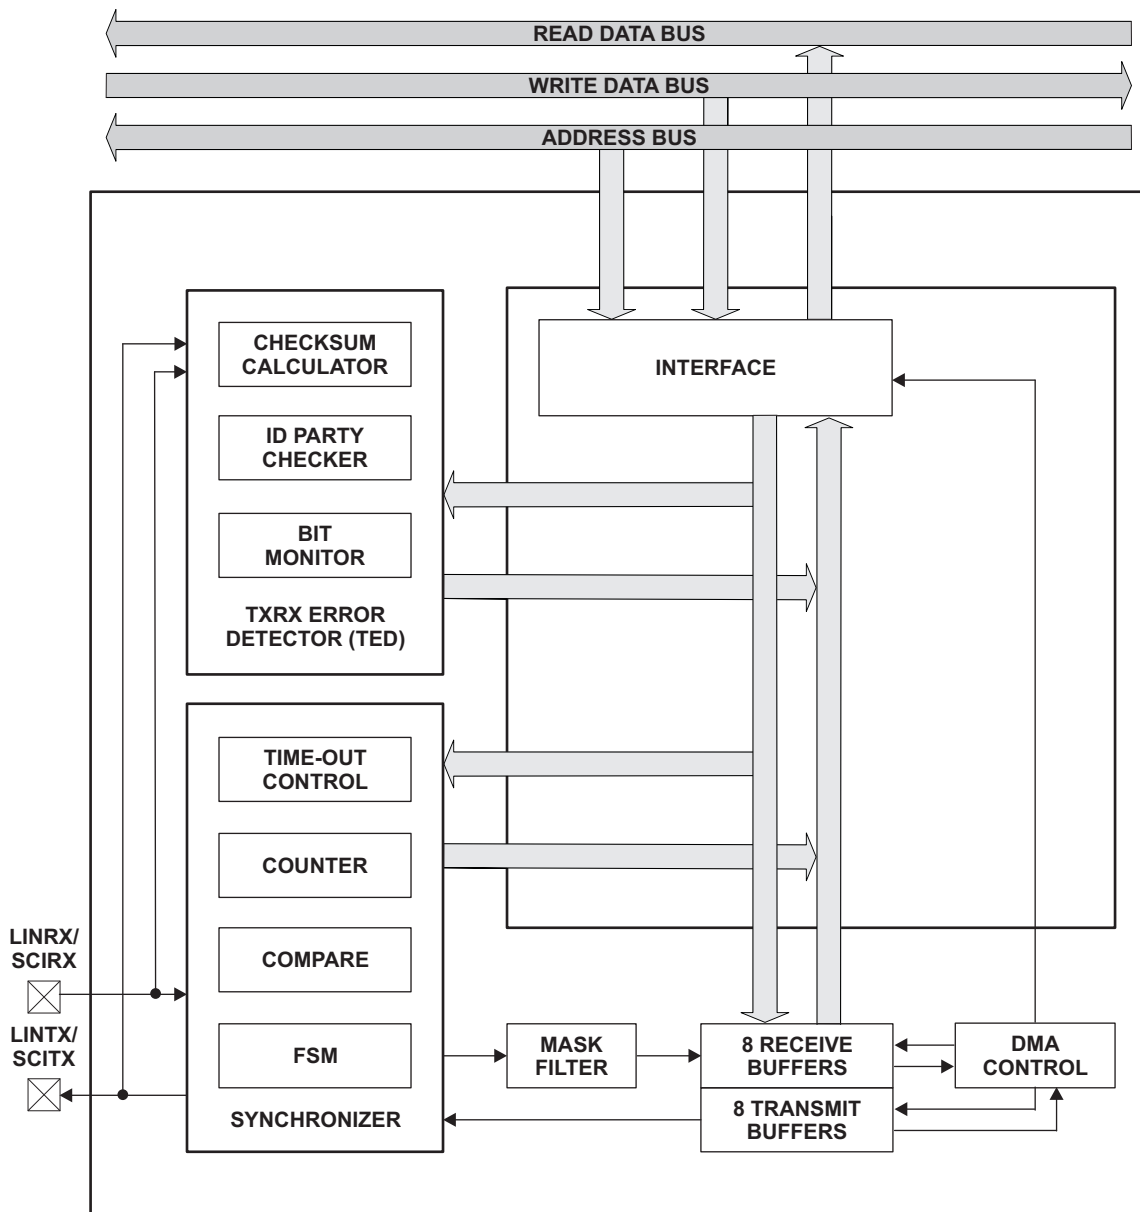 READ DATA BUS
WRITE DATA BUS
ADDRESS BUS
CHECKSUM
CALCULATOR
INTERFACE
ID PARTY
CHECKER
BIT
MONITOR
TXRX ERROR
DETECTOR (TED)
TIME-OUT
CONTROL
COUNTER
COMPARE
FSM
SYNCHRONIZER
LINRX/
SCIRX
LINTX/
SCITX
MASK
FILTER
8 RECEIVE
BUFFERS
8 TRANSMIT
BUFFERS
DMA
CONTROL